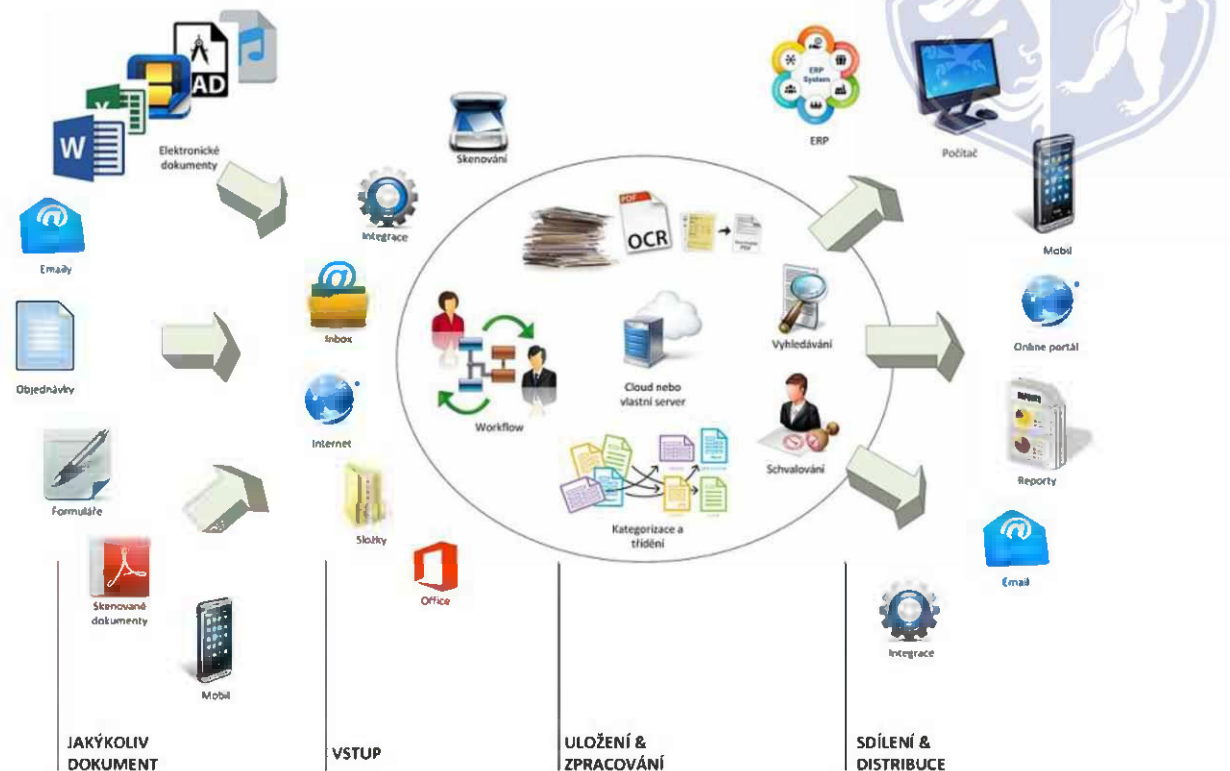 AD
W
X
Elektronické
dokumenty
Emaily
Objednávky
Formuláře
Skenované
dokumenty
Mobil
Skenování
Integrace
Inbox
Internet
Složky
Office
PDF
OCR
PDF
Workflow
Cloud nebo
vlastní server
Vyhledávání
Schvalování
Kategorizace a
třídění
ERP
System
ERP
Počítač
Mobil
Online portál
Reporty
Email
Integrace
JAKÝKOLIV
DOKUMENT
VSTUP
ULOŽENÍ &
ZPRACOVÁNÍ
SDÍLENÍ &
DISTRIBUCE